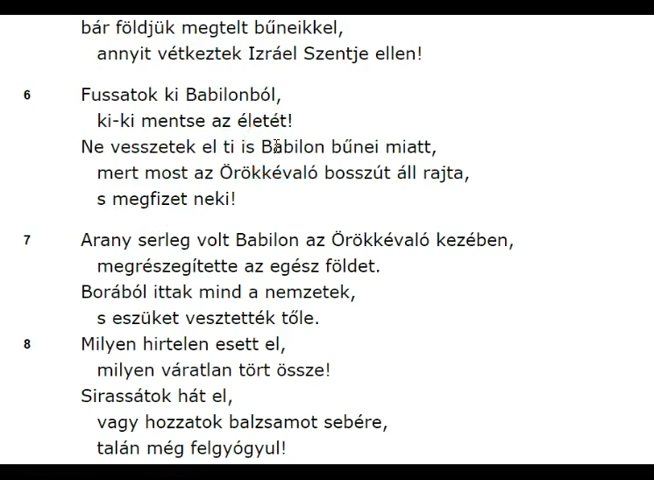 bár földjük megtelt bűneikkel,
annyit vétkeztek Izráel Szentje ellen!
6 Fussatok ki Babilonból,
ki-ki mentse az életét!
Ne vesszetek el ti is Babilon bűnei miatt,
mert most az Örökkévaló bosszút áll rajta,
s megfizet neki!
7 Arany serleg volt Babilon az Örökkévaló kezében,
megrészegítette az egész földet.
Borából ittak mind a nemzetek,
s eszüket vesztették tőle.
8 Milyen hirtelen esett el,
milyen váratlan tört össze!
Sirassátok hát el,
vagy hozzatok balzsamot sebére,
talán még felgyógyul!